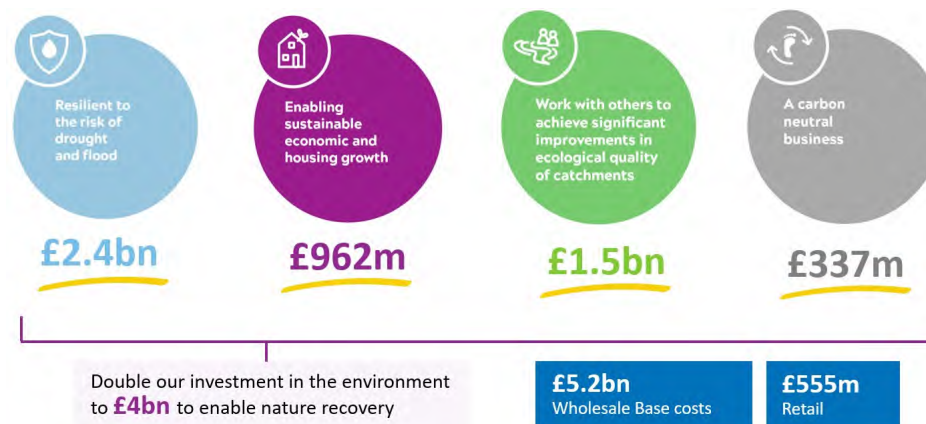 Resilient to
the risk of
drought
and flood
Enabling
sustainable
economic and
housing growth
Work with others to
achieve significant
improvements in
ecological quality
of catchments
A carbon
neutral
business
£2.4bn
£962m
£1.5bn
£337m
Double our investment in the environment
to £4bn to enable nature recovery
£5.2bn
Wholesale Base costs
£555m
Retail